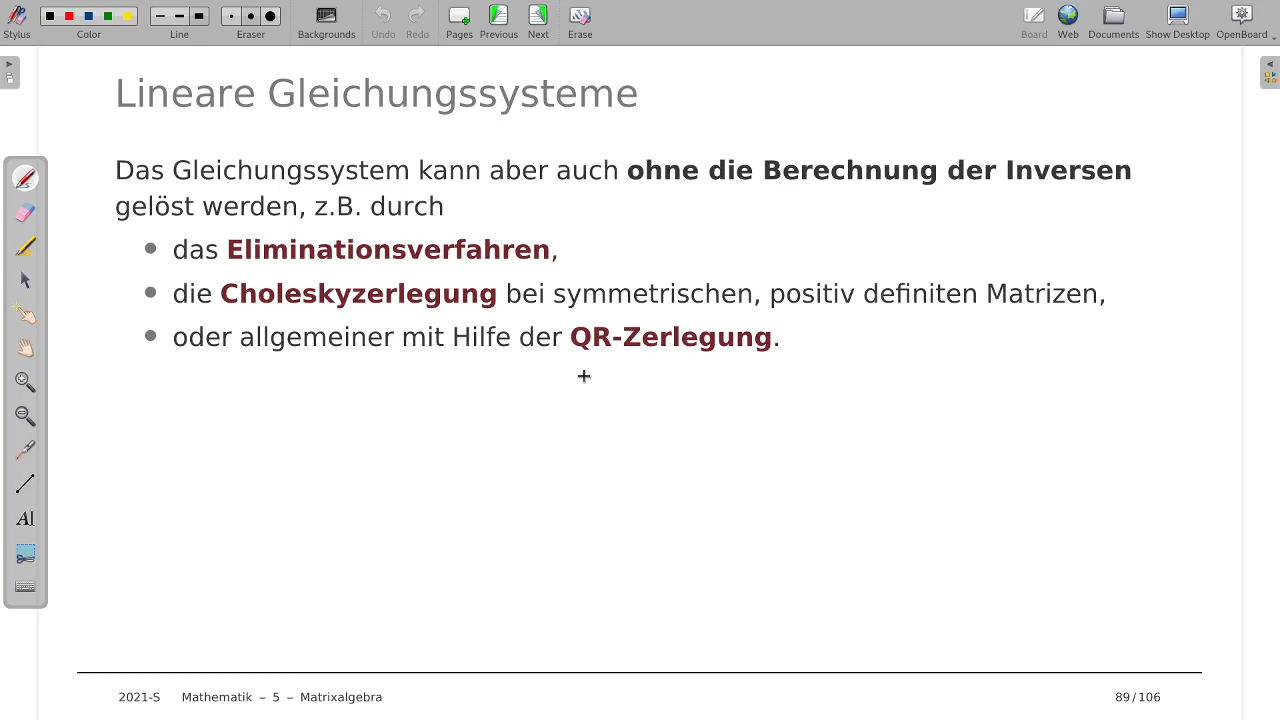 Stylus Color Line Eraser Backgrounds Undo Redo Pages Previous Next Erase Board Web Documents Show Desktop OpenBoard
Lineare Gleichungssysteme
Das Gleichungssystem kann aber auch ohne die Berechnung der Inversen
gelöst werden, z.B. durch
• das Eliminationsverfahren,
• die Choleskyzerlegung bei symmetrischen, positiv definiten Matrizen,
• oder allgemeiner mit Hilfe der QR-Zerlegung.
AI
2021-S Mathematik – 5 – Matrixalgebra 89/106